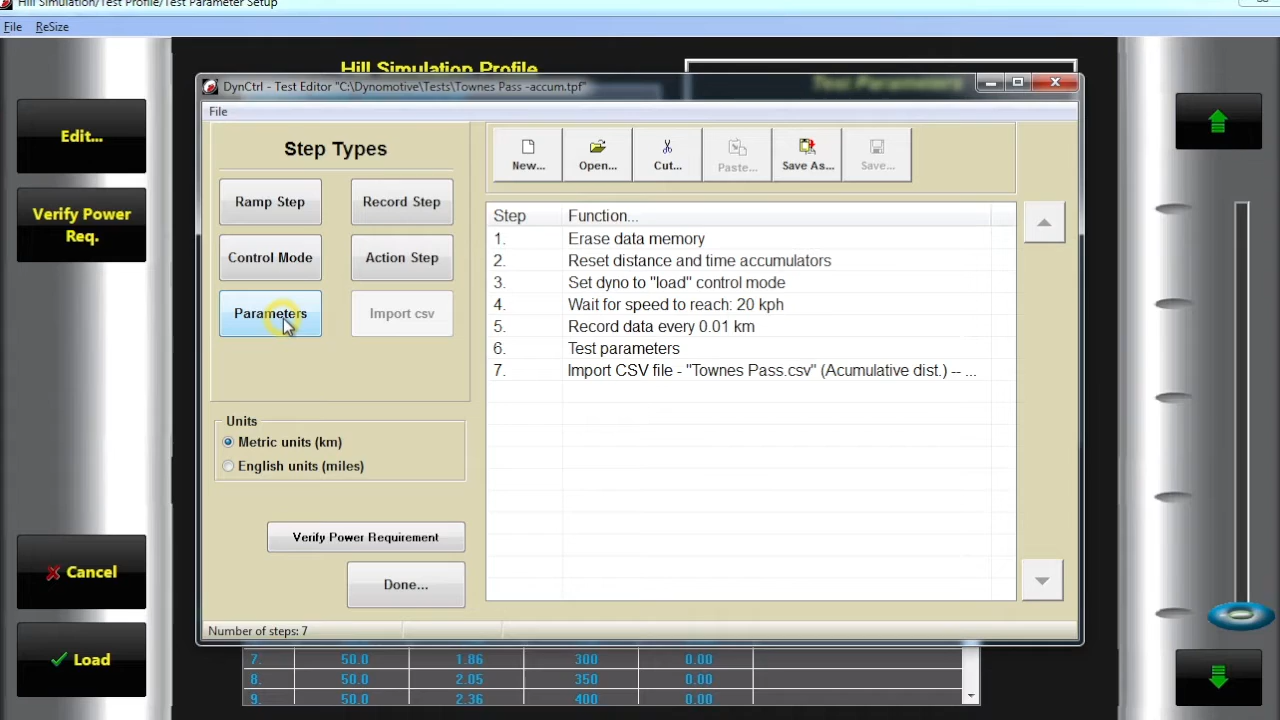 Hill Simulation/Test Profile/Test Parameter Setup
File ReSize
Hill Simulation Profile
Test Parameters
Edit...
Verify Power
Req.
Cancel
Load
DynCtrl - Test Editor "C:\Dynomotive\Tests\Townes Pass -accum.tpf"
File
Step Types
Ramp Step
Record Step
Control Mode
Action Step
Parameters
Import csv
Units
Metric units (km)
English units (miles)
Verify Power Requirement
Done...
Number of steps: 7
New...
Open...
Cut...
Paste...
Save As...
Save...
Step Function...
1. Erase data memory
2. Reset distance and time accumulators
3. Set dyno to "load" control mode
4. Wait for speed to reach: 20 kph
5. Record data every 0.01 km
6. Test parameters
7. Import CSV file - "Townes Pass.csv" (Acumulative dist.) -- ...
7. 50.0 1.86 300 0.00
8. 50.0 2.05 350 0.00
9. 50.0 2.36 400 0.00